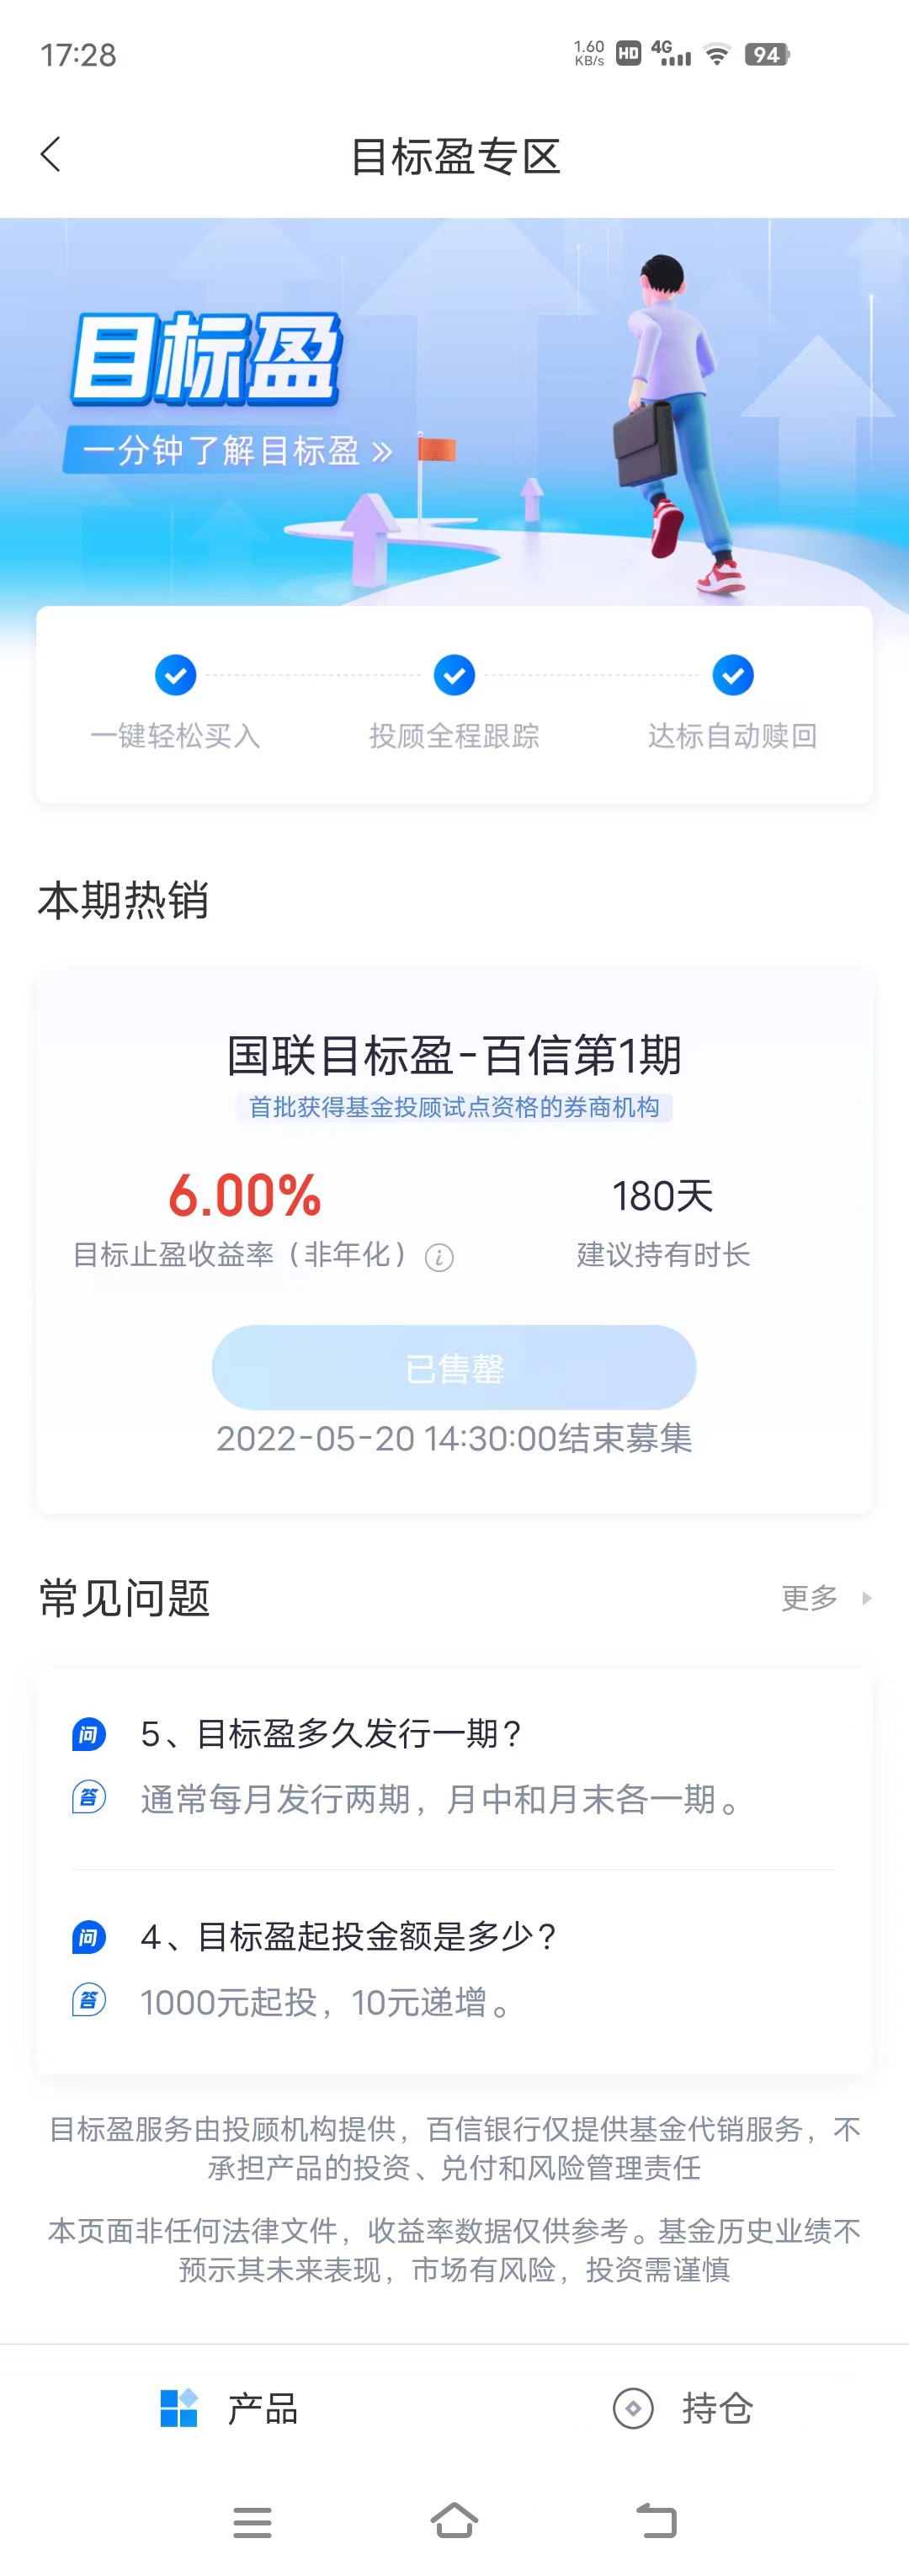 17:28
1.60
KB/s
HD
4G
94
目标盈专区
目标盈
一分钟了解目标盈 »
一键轻松买入
投顾全程跟踪
达标自动赎回
本期热销
国联目标盈-百信第1期
首批获得基金投顾试点资格的券商机构
6.00%
180天
目标止盈收益率（非年化） i
建议持有时长
已售罄
2022-05-20 14:30:00结束募集
常见问题
更多
问 5、目标盈多久发行一期?
答 通常每月发行两期，月中和月末各一期。
问 4、目标盈起投金额是多少?
答 1000元起投，10元递增。
目标盈服务由投顾机构提供，百信银行仅提供基金代销服务，不
承担产品的投资、兑付和风险管理责任
本页面非任何法律文件，收益率数据仅供参考。基金历史业绩不
预示其未来表现，市场有风险，投资需谨慎
产品
持仓